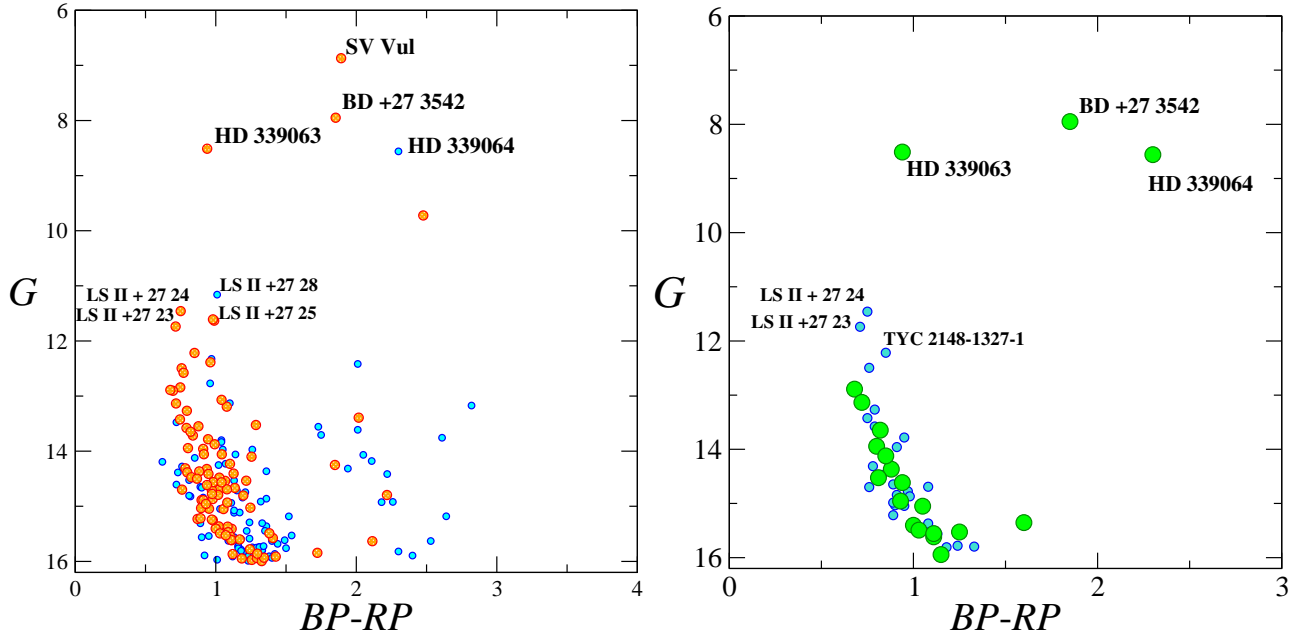 6
8
10
12
14
16
G
0
1
2
3
4
BP-RP
SV Vul
BD +27 3542
HD 339063
HD 339064
LS II +27 28
LS II + 27 24
LS II +27 23
LS II +27 25
6
8
10
12
14
16
G
0
1
2
3
BP-RP
BD +27 3542
HD 339063
HD 339064
LS II + 27 24
LS II +27 23
TYC 2148-1327-1